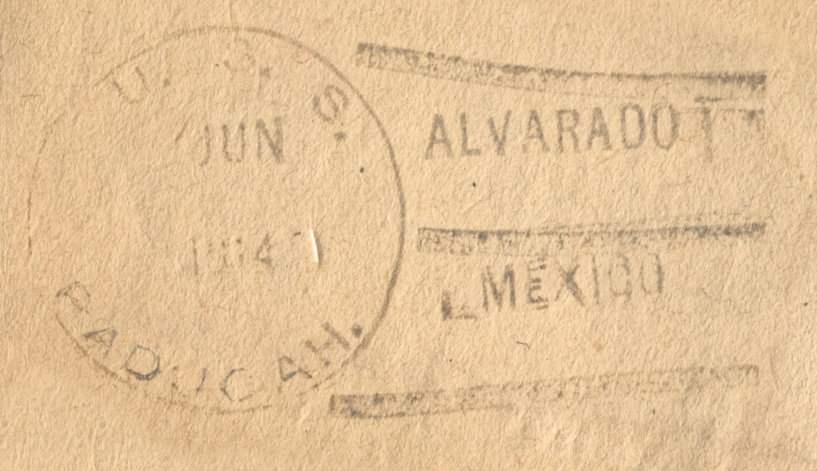 U. S. S.
PADUCAH.
JUN
ALVARADO
MEXICO